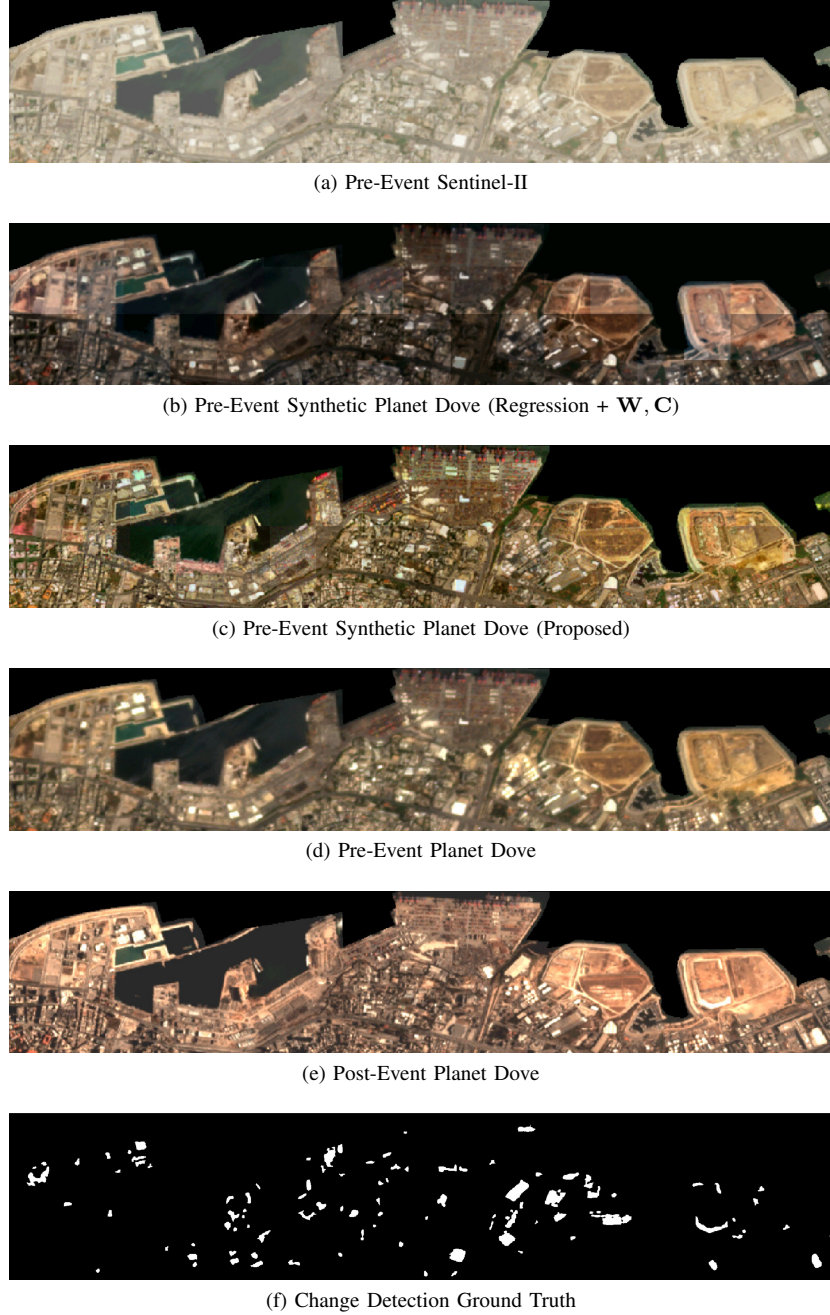 (a) Pre-Event Sentinel-II
(b) Pre-Event Synthetic Planet Dove (Regression + W, C)
(c) Pre-Event Synthetic Planet Dove (Proposed)
(d) Pre-Event Planet Dove
(e) Post-Event Planet Dove
(f) Change Detection Ground Truth